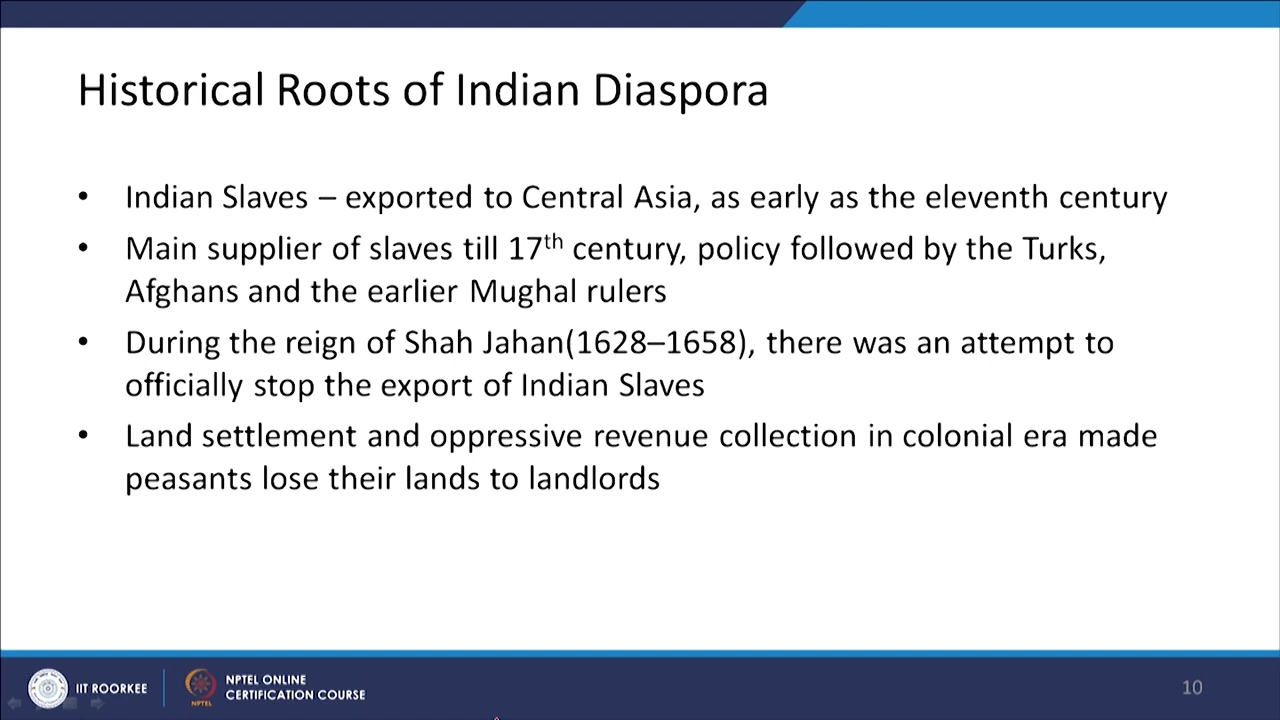 Historical Roots of Indian Diaspora
• Indian Slaves – exported to Central Asia, as early as the eleventh century
• Main supplier of slaves till 17th century, policy followed by the Turks,
Afghans and the earlier Mughal rulers
• During the reign of Shah Jahan(1628–1658), there was an attempt to
officially stop the export of Indian Slaves
• Land settlement and oppressive revenue collection in colonial era made
peasants lose their lands to landlords
IIT ROORKEE
NPTEL
NPTEL ONLINE
CERTIFICATION COURSE
10